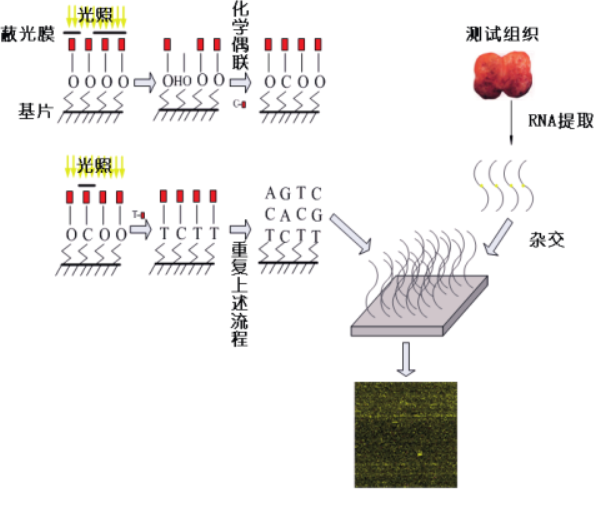 光照
蔽光膜
O O O O
O HO O O
化学偶联
C-
O C O O
基片
测试组织
RNA提取
光照
O C O O
T-
T C T T
重复上述流程
A G T C
C A C G
T C T T
杂交